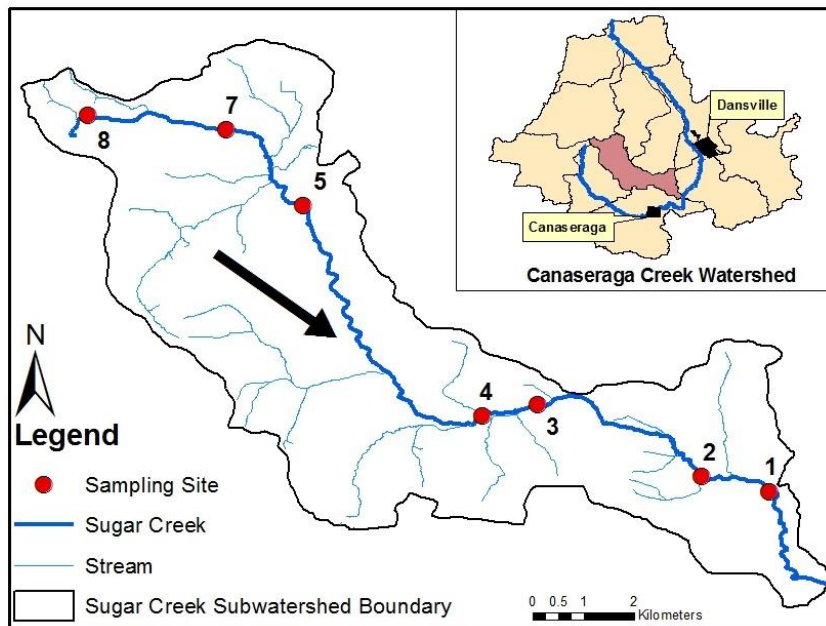 Dansville
Canaseraga
Canaseraga Creek Watershed
8
7
5
4
3
2
1
N
Legend
Sampling Site
Sugar Creek
Stream
Sugar Creek Subwatershed Boundary
0 0.5 1 2
Kilometers